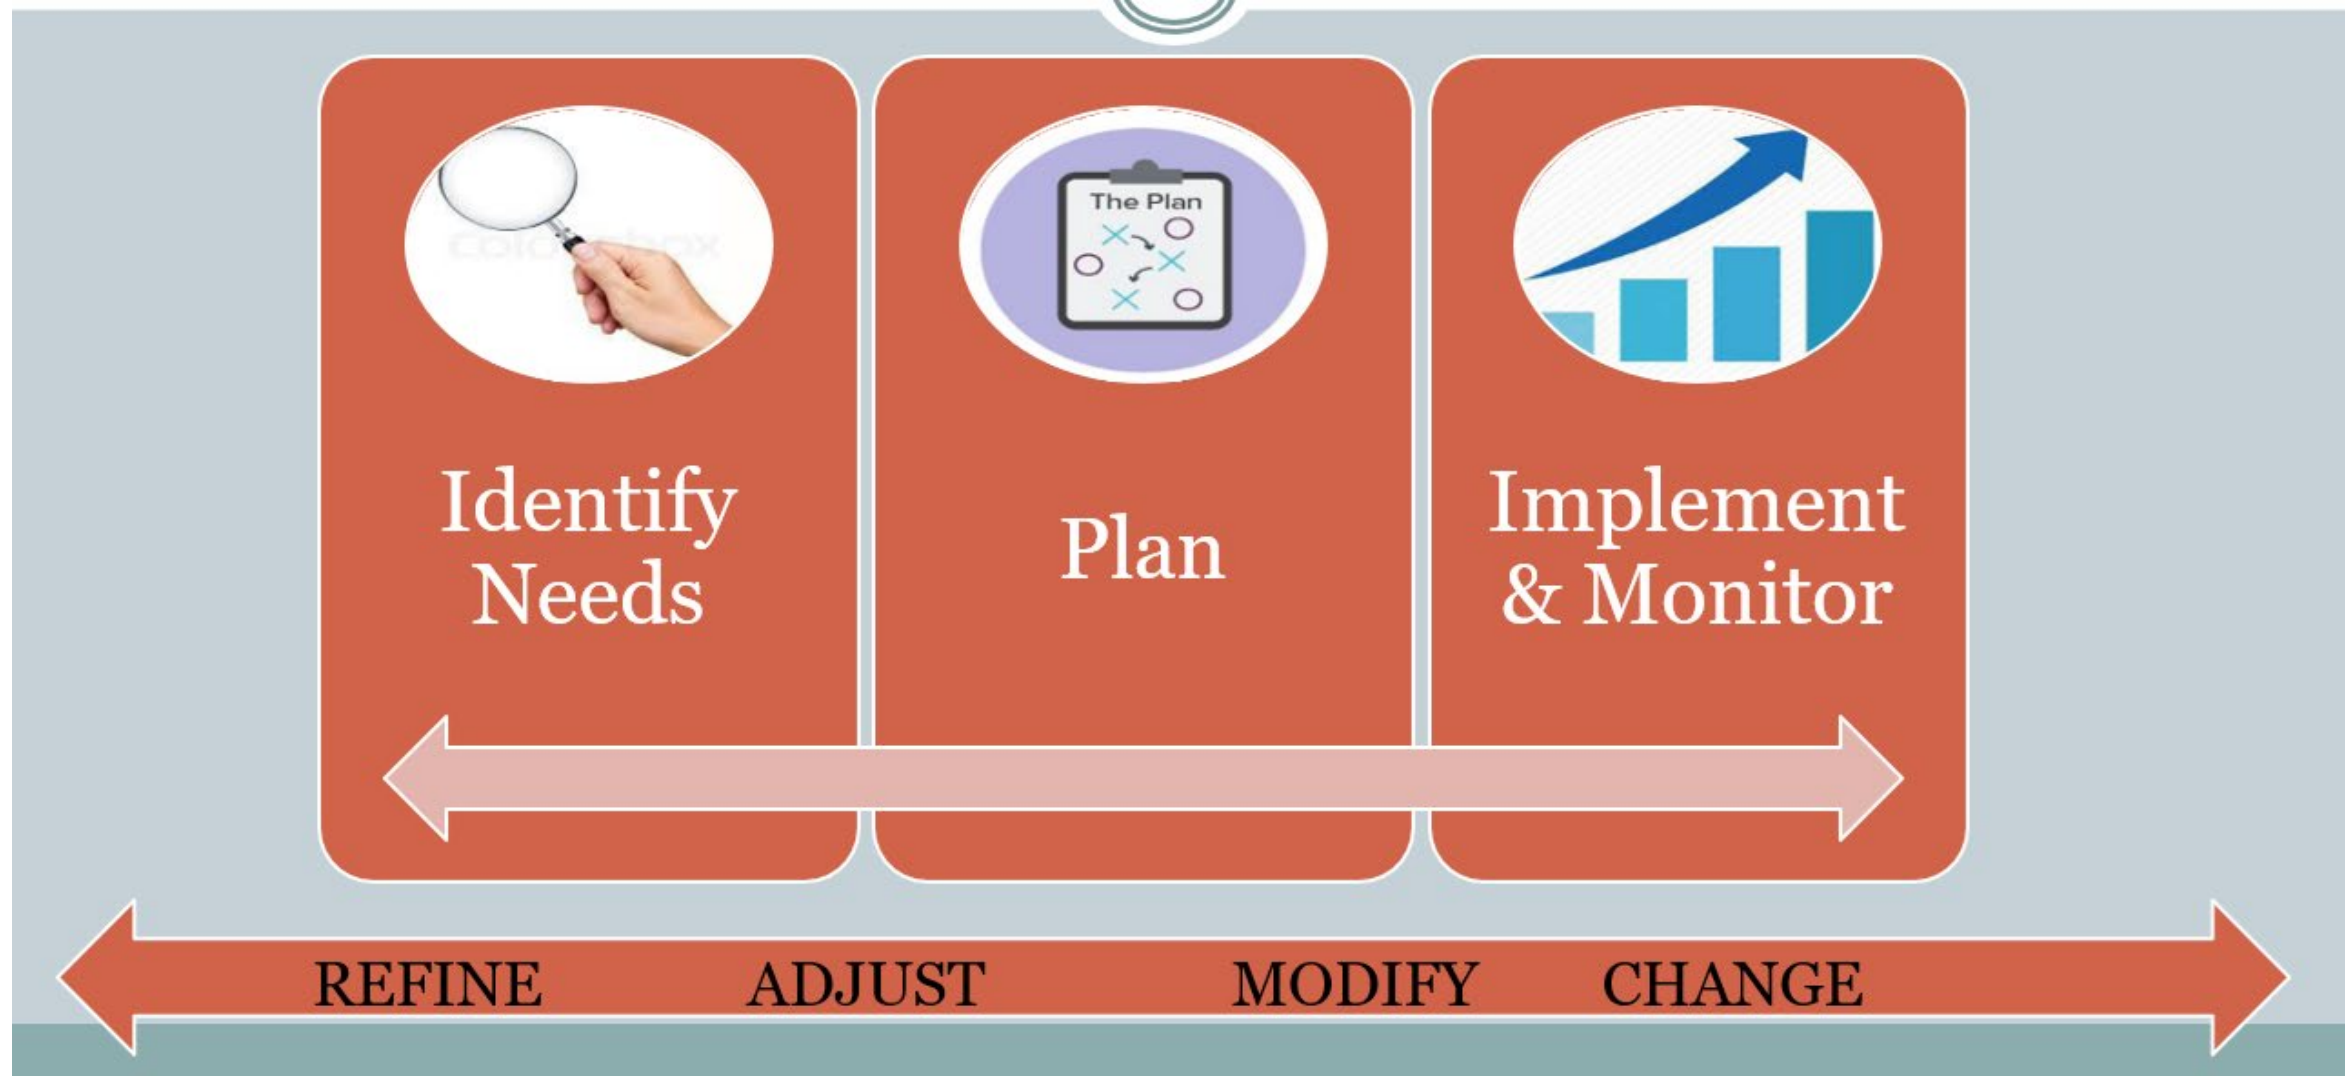 The Plan
Identify
Needs
Plan
Implement
& Monitor
REFINE ADJUST MODIFY CHANGE